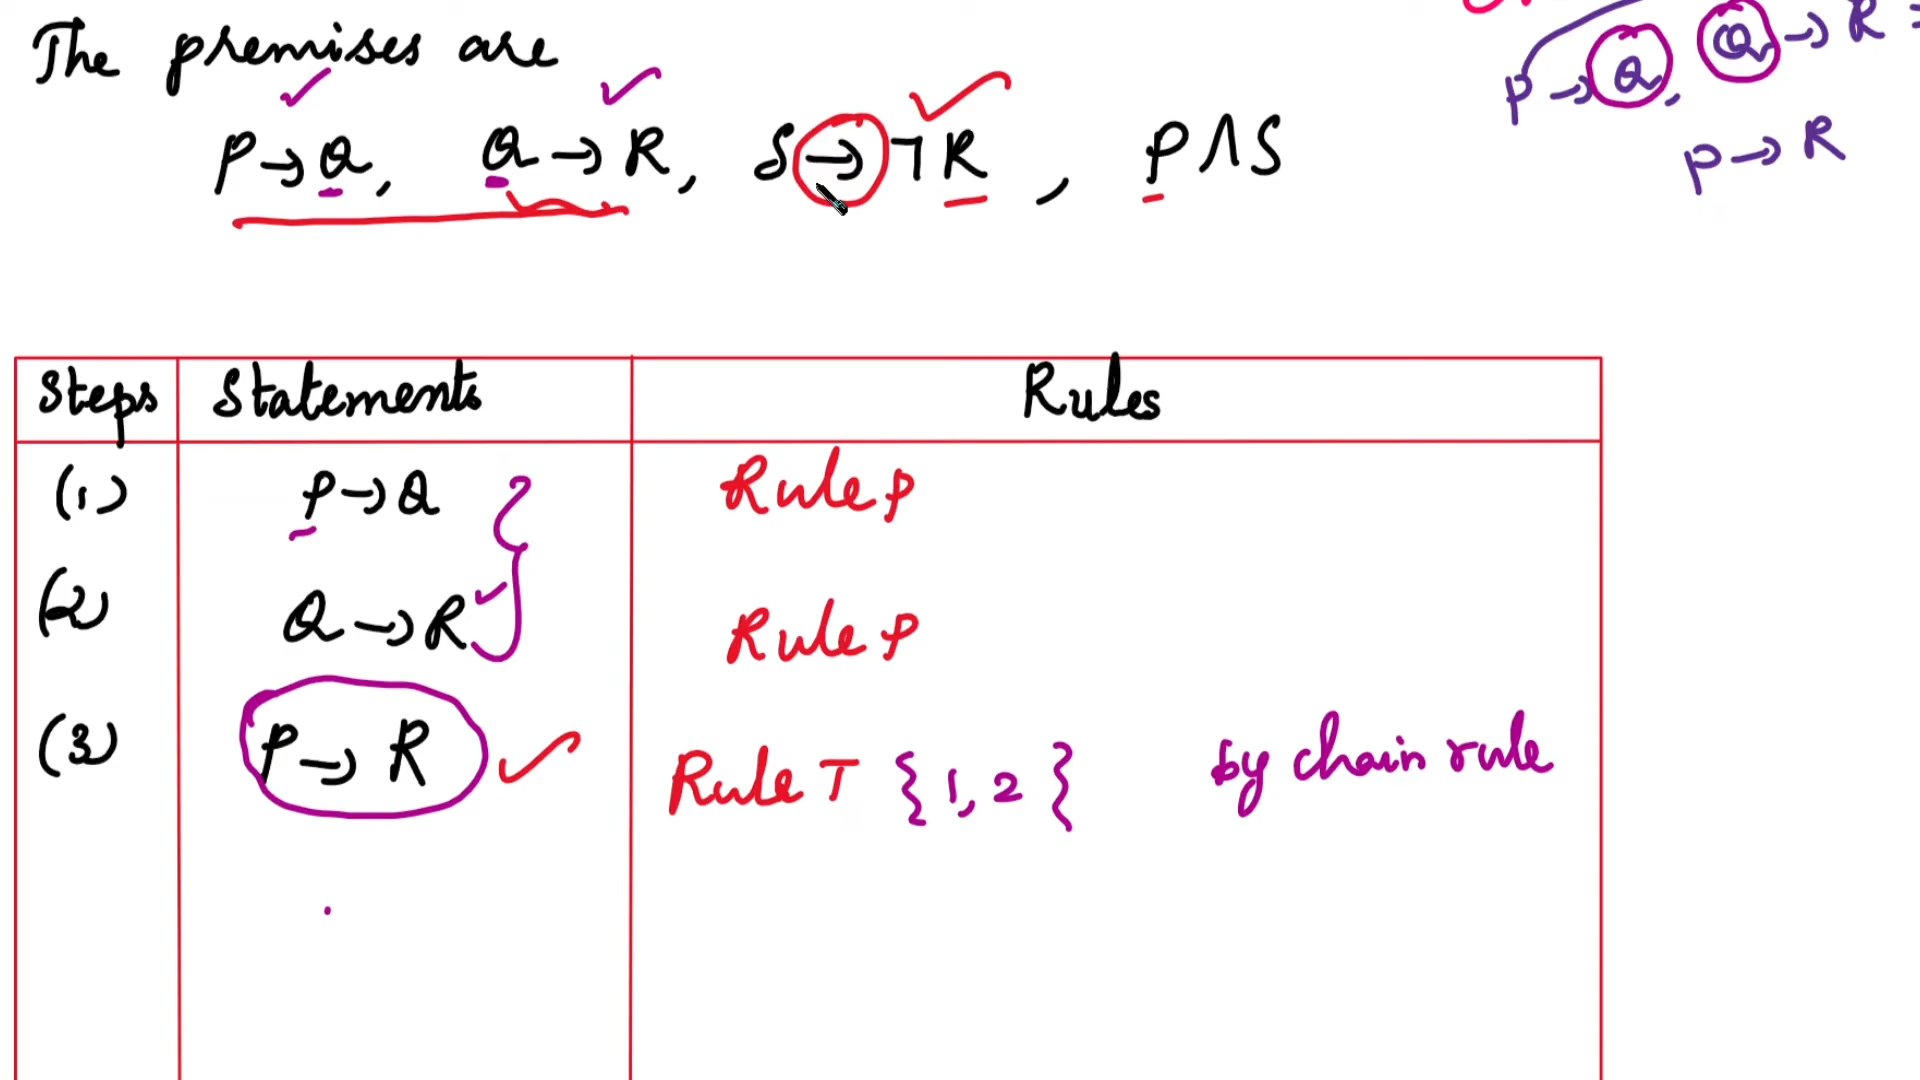 The premises are
P→Q, Q→R, S→¬R, P∧S
P→Q, Q→R =
P→R
Steps Statements Rules
(1) P→Q Rule P
(2) Q→R Rule P
(3) P→R Rule T {1,2} by chain rule